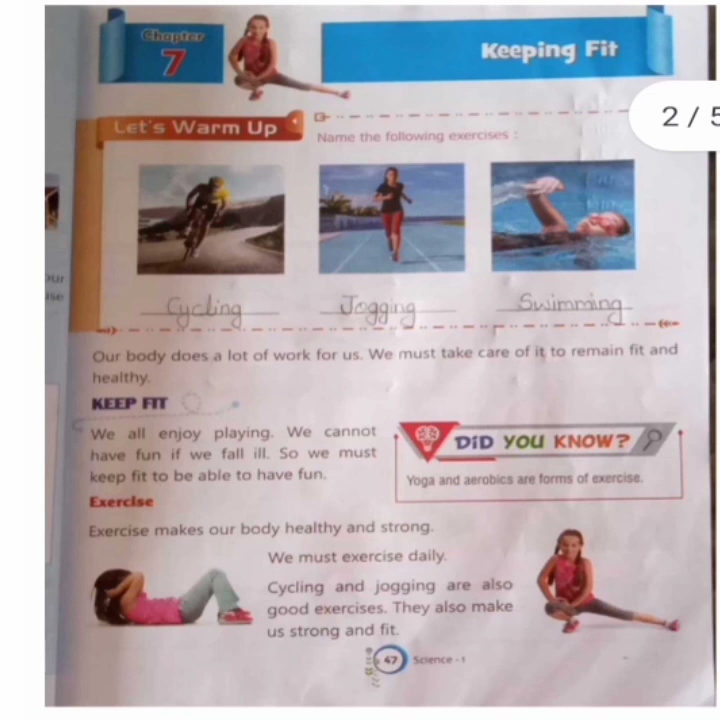 Chapter
7
Keeping Fit
2 / 5
Let's Warm Up
Name the following exercises :
Cycling
Jogging
Swimming
Our body does a lot of work for us. We must take care of it to remain fit and
healthy.
KEEP FIT
We all enjoy playing. We cannot
have fun if we fall ill. So we must
keep fit to be able to have fun.
DID YOU KNOW?
Yoga and aerobics are forms of exercise.
Exercise
Exercise makes our body healthy and strong.
We must exercise daily.
Cycling and jogging are also
good exercises. They also make
us strong and fit.
47
Science - 1